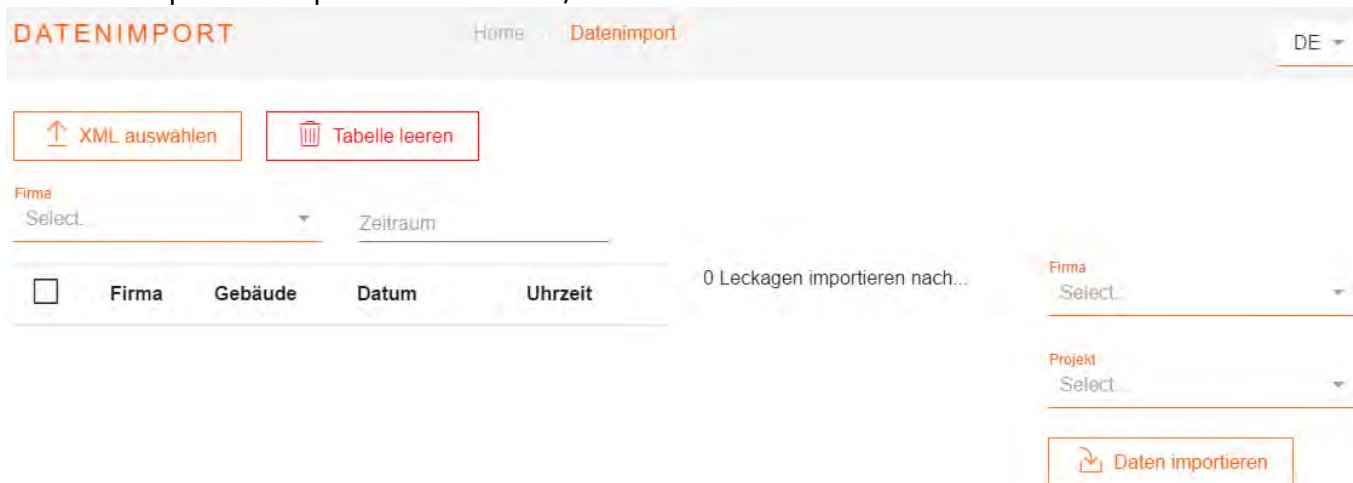 DATENIMPORT
Home Datenimport
DE
XML auswählen
Tabelle leeren
Firma
Select...
Zeitraum
Firma Gebäude Datum Uhrzeit
0 Leckagen importieren nach...
Firma
Select...
Projekt
Select...
Daten importieren